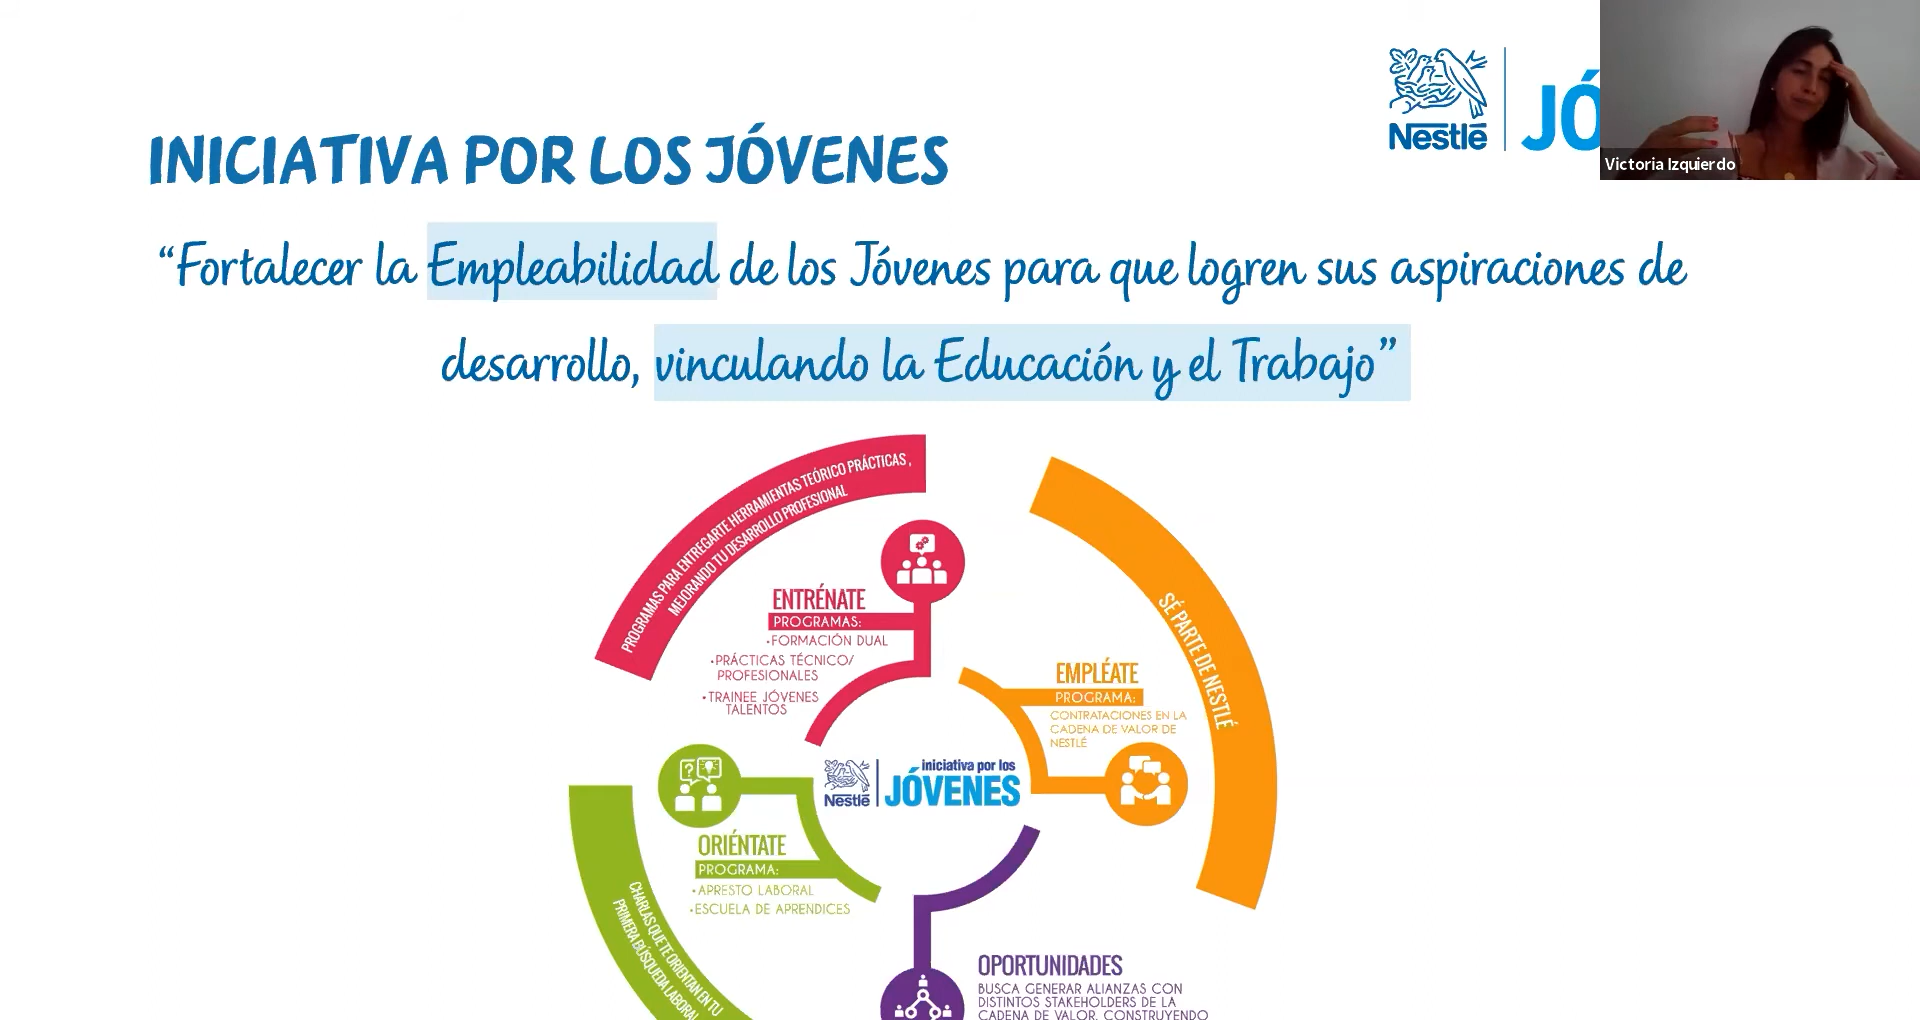 Nestlé
JÓ
Victoria Izquierdo
INICIATIVA POR LOS JÓVENES
“Fortalecer la Empleabilidad de los Jóvenes para que logren sus aspiraciones de
desarrollo, vinculando la Educación y el Trabajo”
PROGRAMAS PARA ENTREGARTE HERRAMIENTAS TEÓRICO PRÁCTICAS,
MEJORANDO TU DESARROLLO PROFESIONAL
ENTRÉNATE
PROGRAMAS:
•FORMACIÓN DUAL
•PRÁCTICAS TÉCNICO/
PROFESIONALES
•TRAINEE JÓVENES
TALENTOS
SÉ PARTE DE NESTLÉ
EMPLÉATE
PROGRAMA:
CONTRATACIONES EN LA
CADENA DE VALOR DE
NESTLÉ
Nestlé
iniciativa por los
JÓVENES
?
ORIÉNTATE
PROGRAMA:
•APRESTO LABORAL
•ESCUELA DE APRENDICES
CHARLAS QUE TE ORIENTAN EN TU
PRIMERA BÚSQUEDA LABORAL
OPORTUNIDADES
BUSCA GENERAR ALIANZAS CON
DISTINTOS STAKEHOLDERS DE LA
CADENA DE VALOR, CONSTRUYENDO